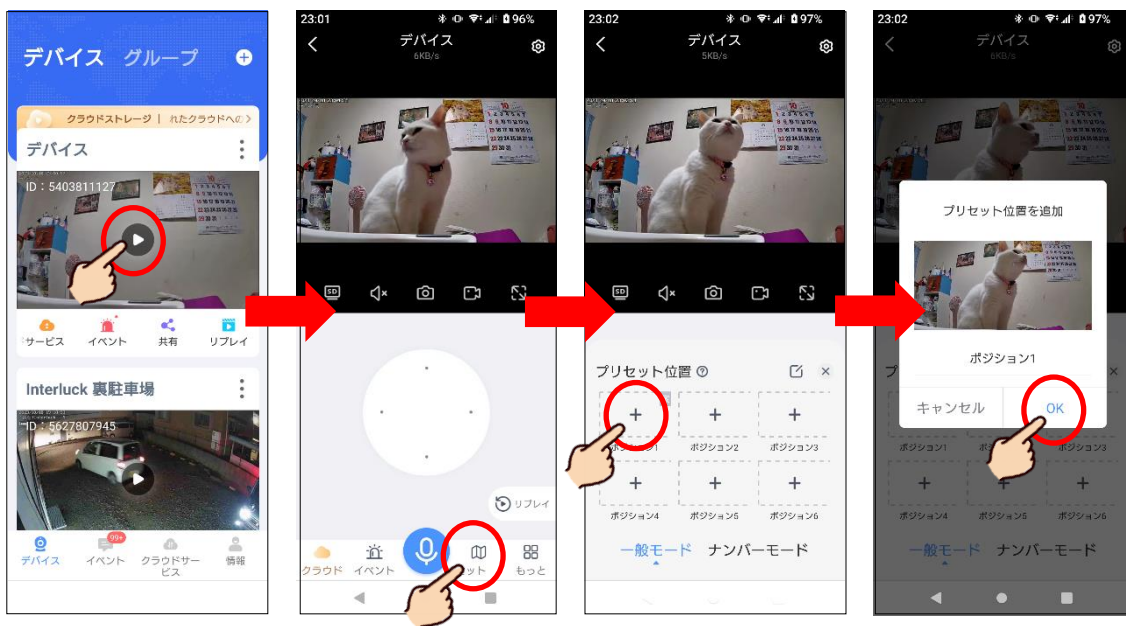 デバイス グループ
クラウドストレージ | れたクラウドへの
デバイス
ID：5403811127
サービス イベント 共有 リプレイ
Interluck 裏駐車場
ID：5627807945
99+
デバイス イベント クラウドサービス 情報
23:01 96%
デバイス
6KB/s
SD
リプレイ
クラウド イベント セット もっと
23:02 97%
デバイス
5KB/s
SD
プリセット位置
ポジション1 ポジション2 ポジション3
ポジション4 ポジション5 ポジション6
一般モード ナンバーモード
23:02 97%
デバイス
6KB/s
プリセット位置を追加
ポジション1
キャンセル OK
ポジション1 ポジション3
ポジション4 ポジション5 ポジション6
一般モード ナンバーモード